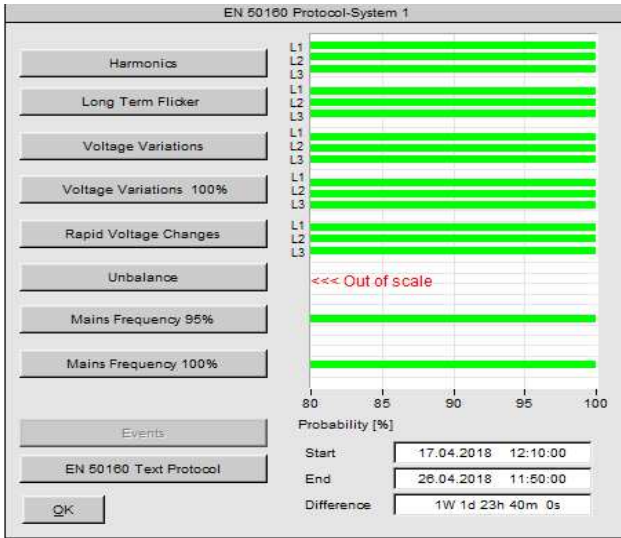 EN 50160 Protocol-System 1
Harmonics
L1
L2
L3
Long Term Flicker
L1
L2
L3
Voltage Variations
L1
L2
L3
Voltage Variations 100%
L1
L2
L3
Rapid Voltage Changes
L1
L2
L3
Unbalance
<<< Out of scale
Mains Frequency 95%
Mains Frequency 100%
80 85 90 95 100
Probability [%]
Events
Start 17.04.2018 12:10:00
EN 50160 Text Protocol
End 26.04.2018 11:50:00
OK
Difference 1W 1d 23h 40m 0s